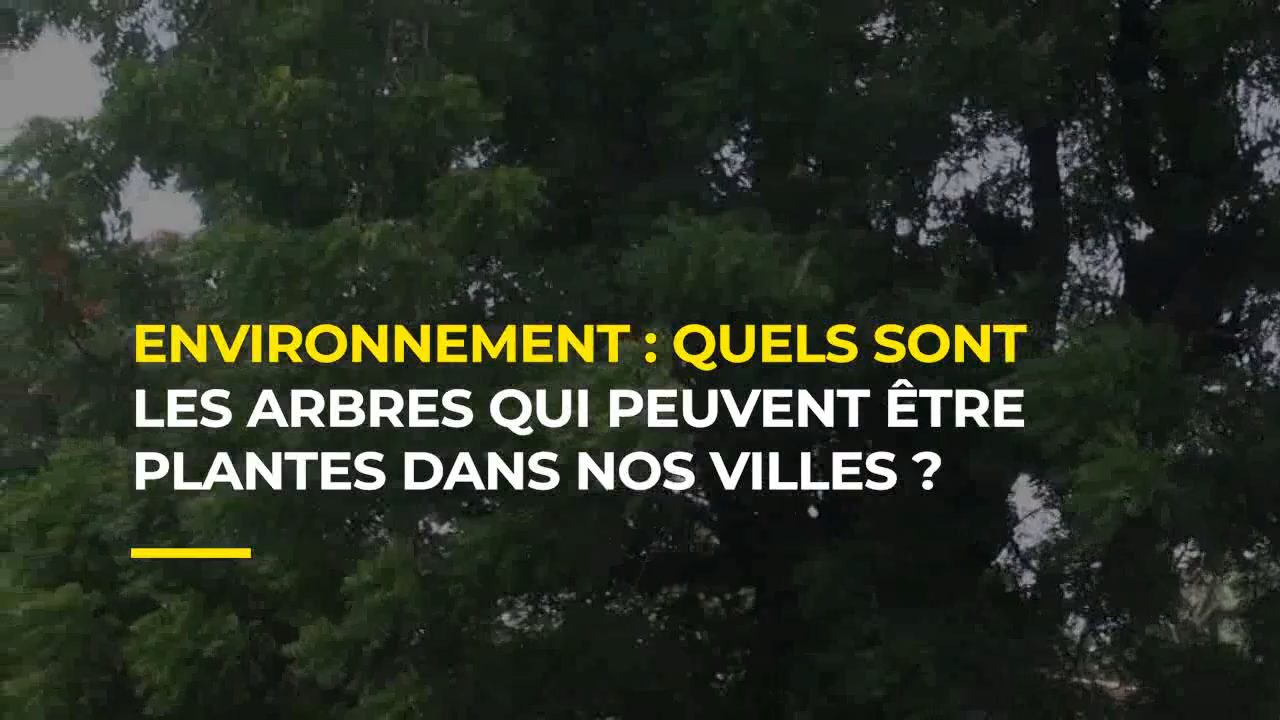 ENVIRONNEMENT : QUELS SONT
LES ARBRES QUI PEUVENT ÊTRE
PLANTES DANS NOS VILLES ?